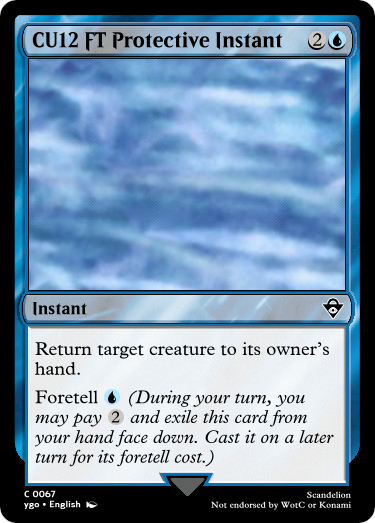 CU12 FT Protective Instant 2
Instant
Return target creature to its owner's
hand.
Foretell (During your turn, you
may pay 2 and exile this card from
your hand face down. Cast it on a later
turn for its foretell cost.)
C 0067
ygo • English
Scandelion
Not endorsed by WotC or Konami